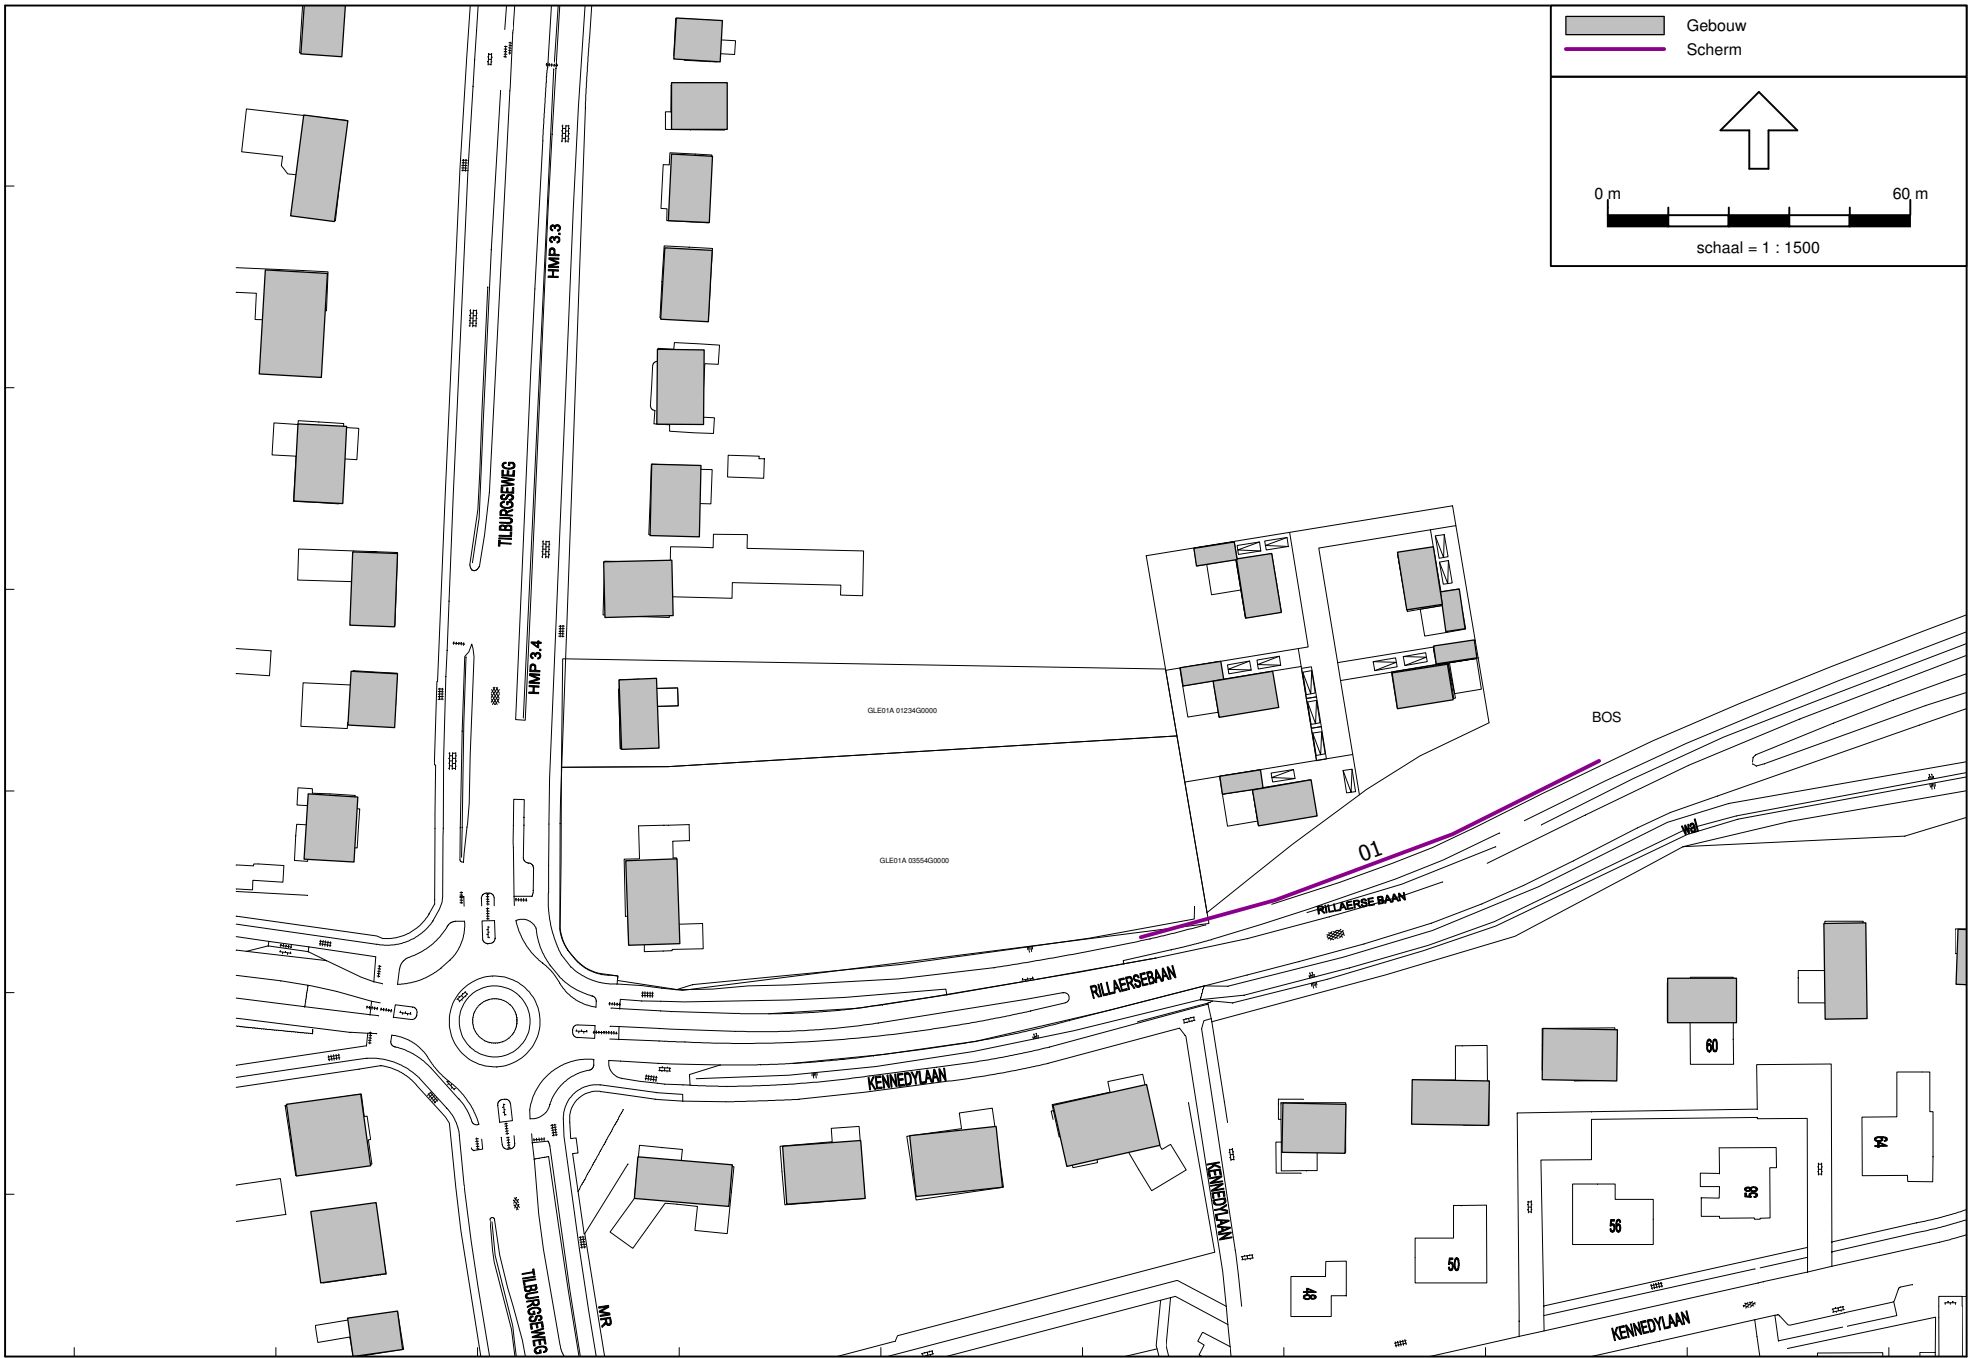 Gebouw
Scherm
0 m 60 m
schaal = 1 : 1500
HMP 3.3
TILBURGSEWEG
HMP 3.4
GLE01A 01234G0000
BOS
GLE01A 03554G0000
01
wal
RILLAERSE BAAN
RILLAERSEBAAN
KENNEDYLAAN
60
64
KENNEDYLAAN
58
56
50
48
TILBURGSEWEG
MR
KENNEDYLAAN